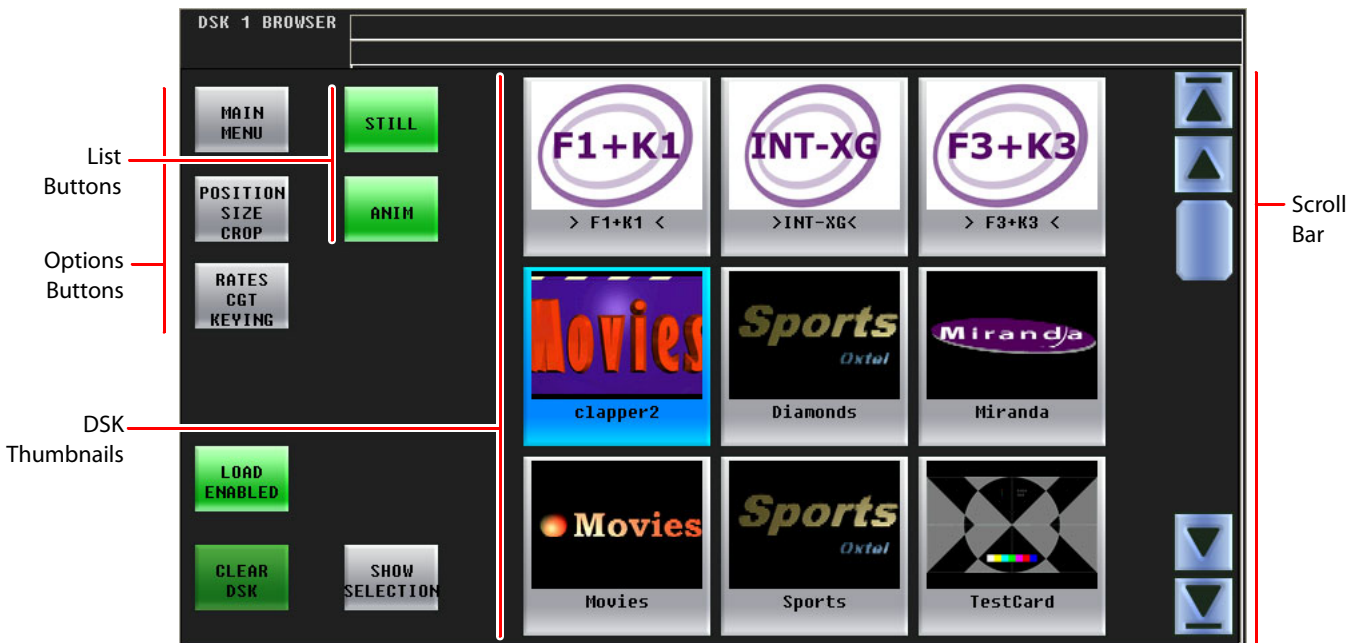 DSK 1 BROWSER
List
Buttons
Options
Buttons
DSK
Thumbnails
Scroll
Bar
MAIN
MENU
STILL
POSITION
SIZE
CROP
ANIM
RATES
CGT
KEYING
LOAD
ENABLED
CLEAR
DSK
SHOW
SELECTION
F1+K1
> F1+K1 <
INT-XG
>INT-XG<
F3+K3
> F3+K3 <
Movies
clapper2
Sports
Oxtel
Diamonds
Miranda
Miranda
Movies
Movies
Sports
Oxtel
Sports
TestCard